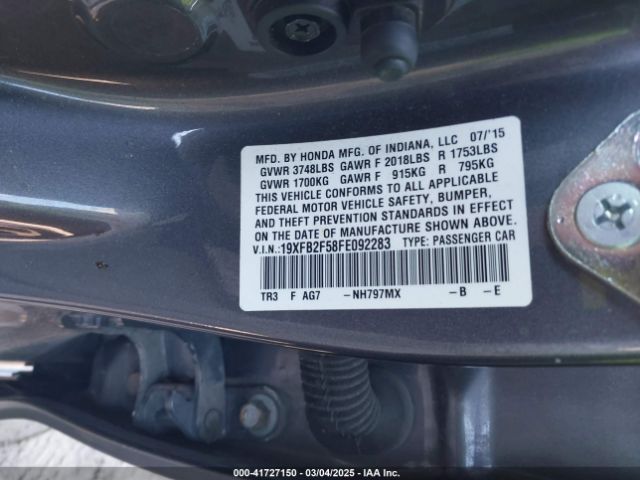 MFD. BY HONDA MFG. OF INDIANA, LLC 07/'15
GVWR 3748LBS GAWR F 2018LBS R 1753LBS
GVWR 1700KG GAWR F 915KG R 795KG
THIS VEHICLE CONFORMS TO ALL APPLICABLE
FEDERAL MOTOR VEHICLE SAFETY, BUMPER,
AND THEFT PREVENTION STANDARDS IN EFFECT
ON THE DATE OF MANUFACTURE SHOWN ABOVE.
V.I.N.:19XFB2F58FE092283 TYPE: PASSENGER CAR
TR3 F AG7 -NH797MX -B -E
000-41727150 - 03/04/2025 - IAA Inc.